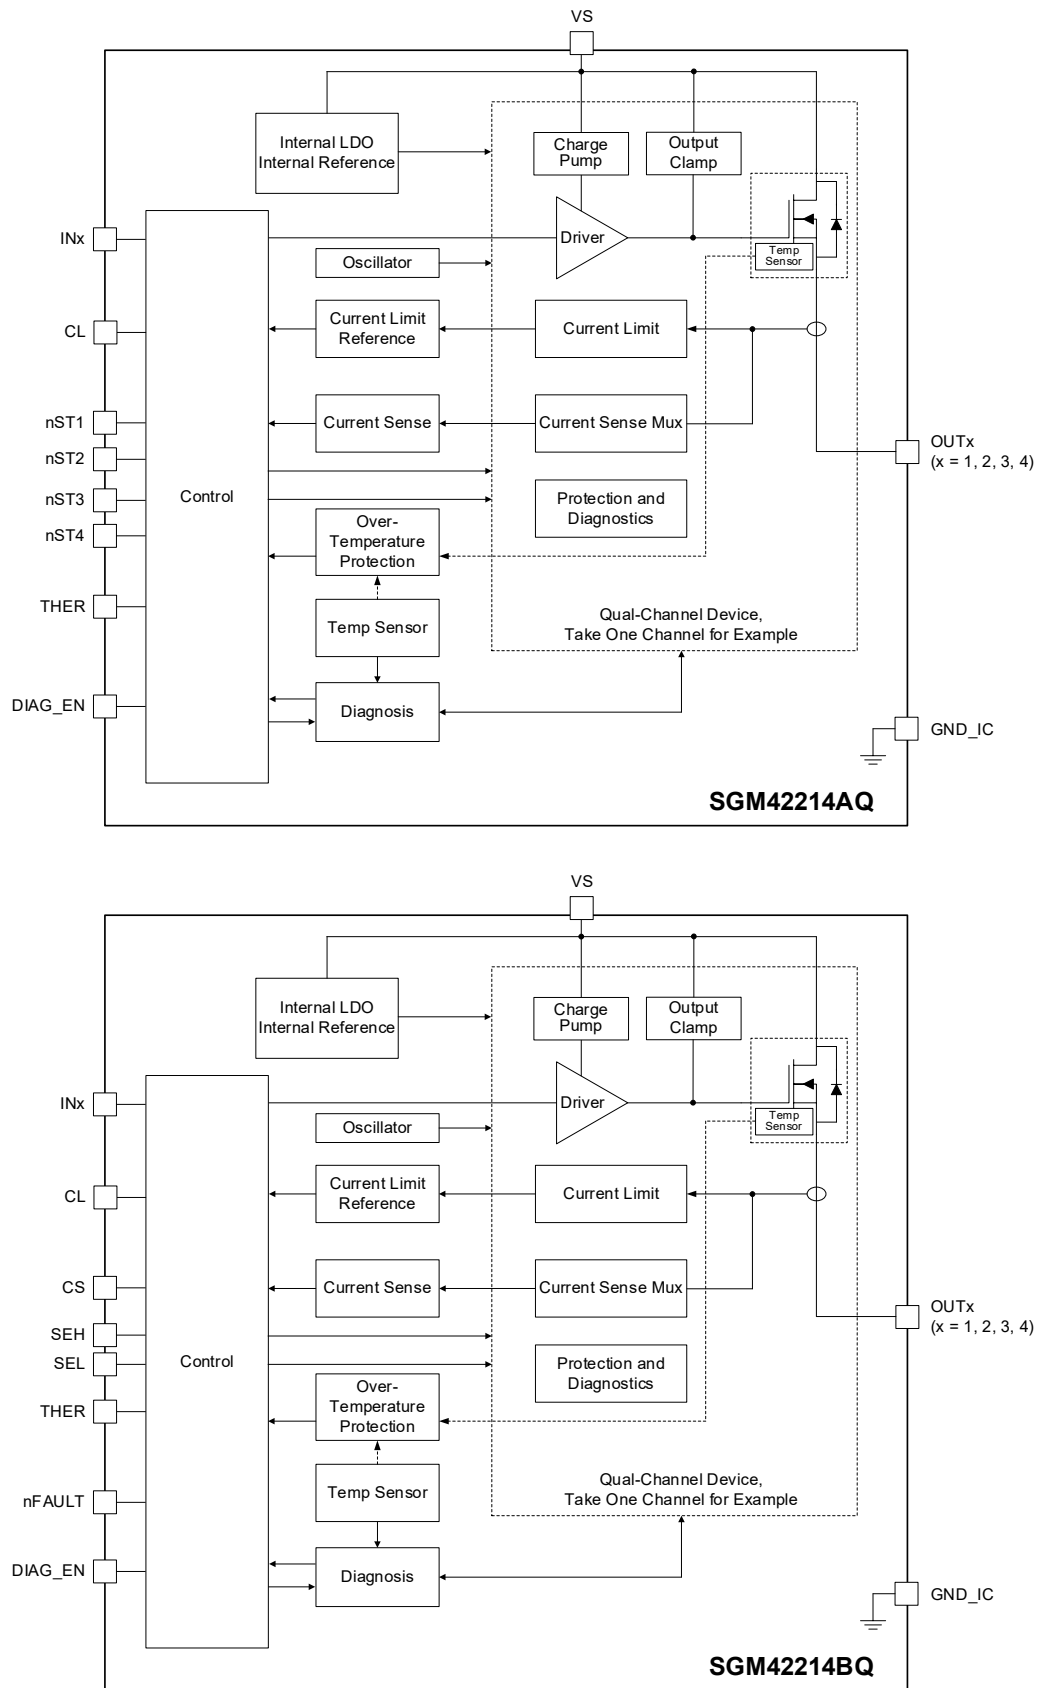 VS
Internal LDO
Internal Reference
Charge
Pump
Output
Clamp
INx
Driver
Temp
Sensor
Oscillator
CL
Current Limit
Reference
Current Limit
nST1
Current Sense
Current Sense Mux
OUTx
(x = 1, 2, 3, 4)
nST2
nST3
Control
Protection and
Diagnostics
nST4
Over-
Temperature
Protection
THER
Temp Sensor
Qual-Channel Device,
Take One Channel for Example
DIAG_EN
Diagnosis
GND_IC
SGM42214AQ
VS
Internal LDO
Internal Reference
Charge
Pump
Output
Clamp
INx
Driver
Temp
Sensor
Oscillator
CL
Current Limit
Reference
Current Limit
CS
Current Sense
Current Sense Mux
OUTx
(x = 1, 2, 3, 4)
SEH
SEL
Control
Protection and
Diagnostics
THER
Over-
Temperature
Protection
nFAULT
Temp Sensor
Qual-Channel Device,
Take One Channel for Example
DIAG_EN
Diagnosis
GND_IC
SGM42214BQ